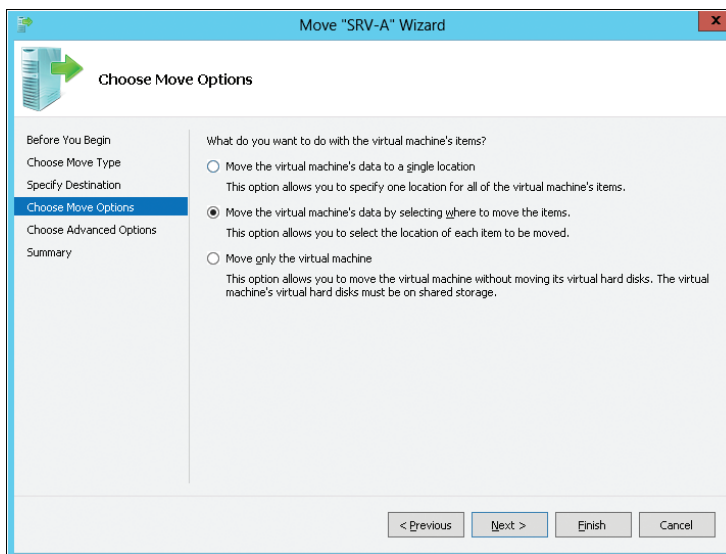 Move "SRV-A" Wizard
x
Choose Move Options
Before You Begin
Choose Move Type
Specify Destination
Choose Move Options
Choose Advanced Options
Summary
What do you want to do with the virtual machine's items?
Move the virtual machine's data to a single location
This option allows you to specify one location for all of the virtual machine's items.
Move the virtual machine's data by selecting where to move the items.
This option allows you to select the location of each item to be moved.
Move only the virtual machine
This option allows you to move the virtual machine without moving its virtual hard disks. The virtual
machine's virtual hard disks must be on shared storage.
< Previous
Next >
Finish
Cancel